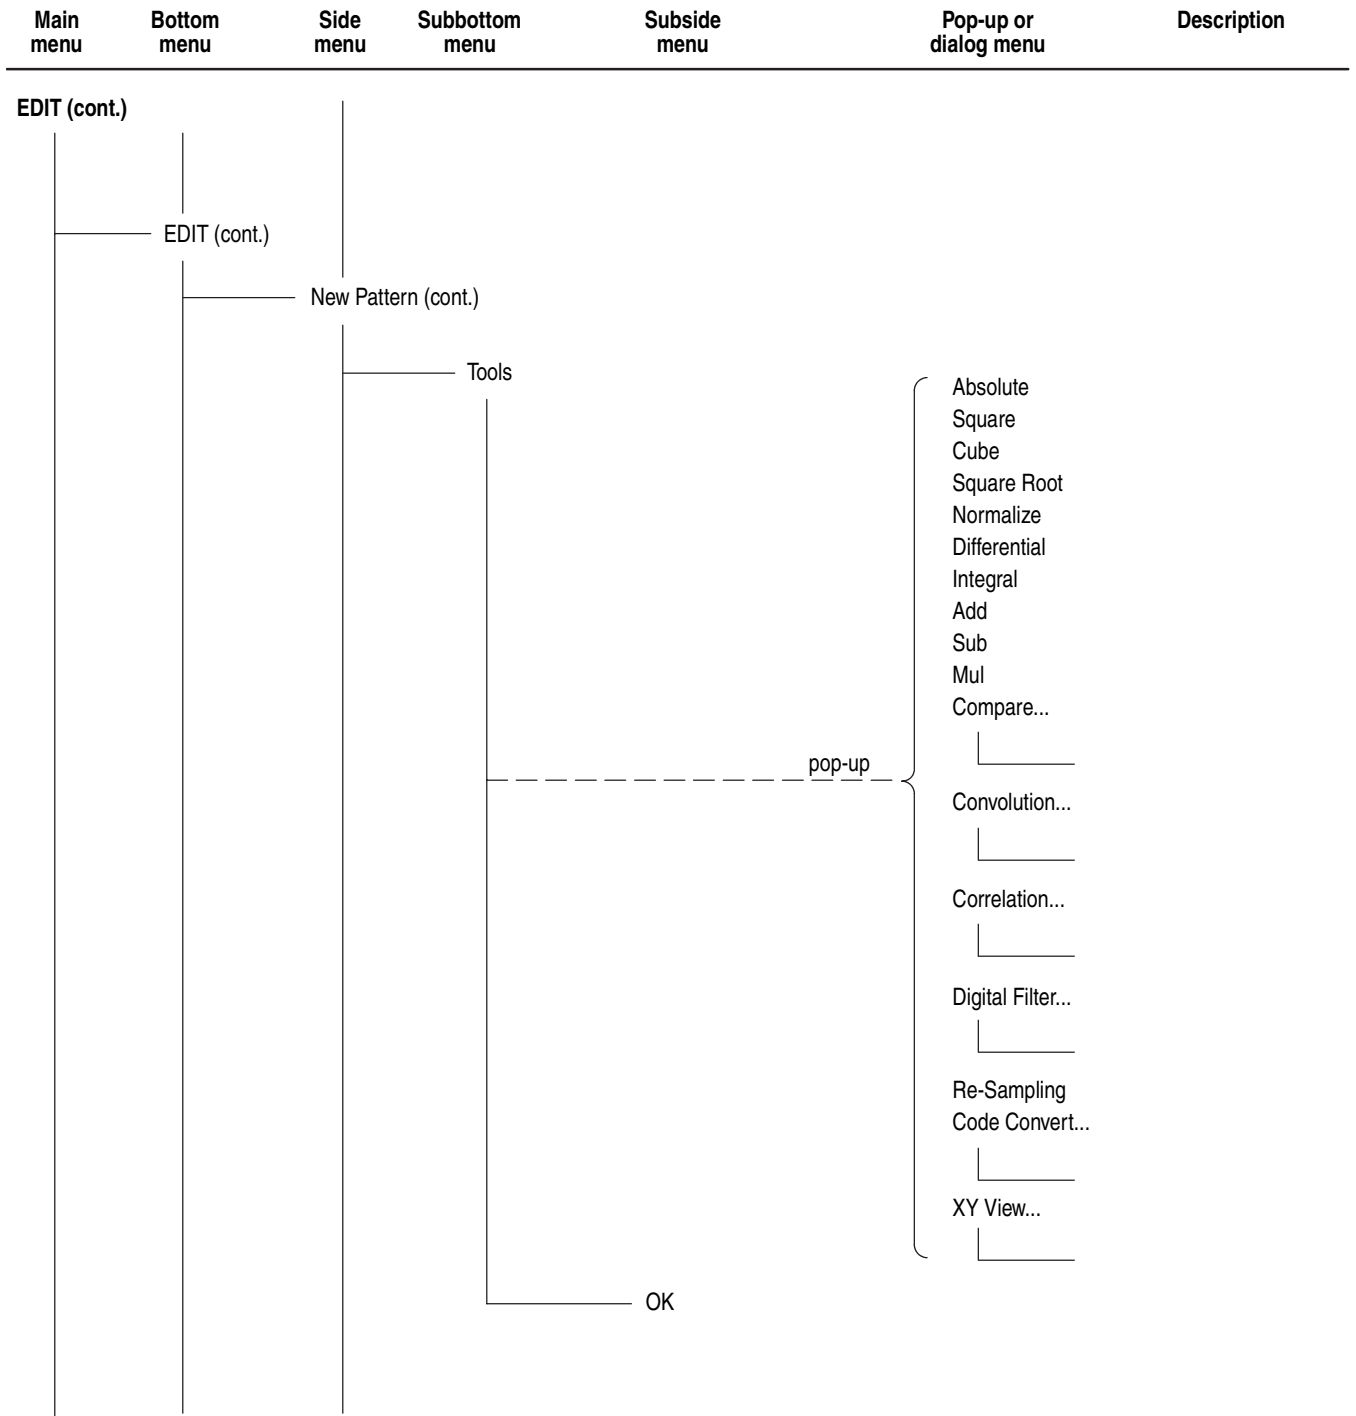 Main menu
Bottom menu
Side menu
Subbottom menu
Subside menu
Pop-up or dialog menu
Description
EDIT (cont.)
EDIT (cont.)
New Pattern (cont.)
Tools
Absolute
Square
Cube
Square Root
Normalize
Differential
Integral
Add
Sub
Mul
Compare...
pop-up
Convolution...
Correlation...
Digital Filter...
Re-Sampling
Code Convert...
XY View...
OK